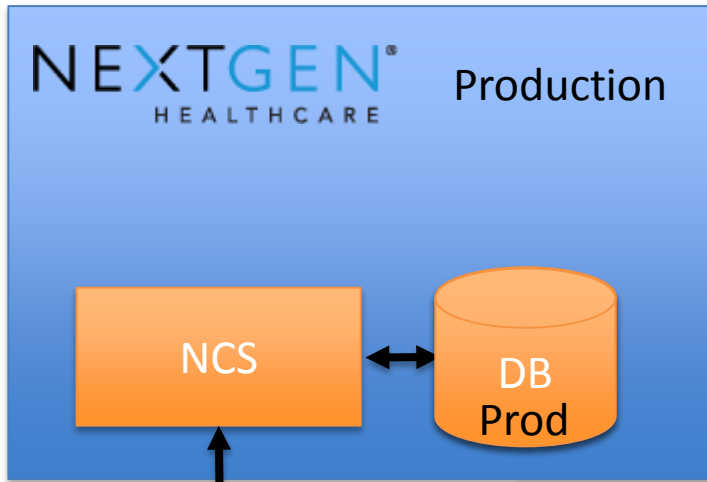 NEXTGEN®
HEALTHCARE
Production
NCS
DB
Prod